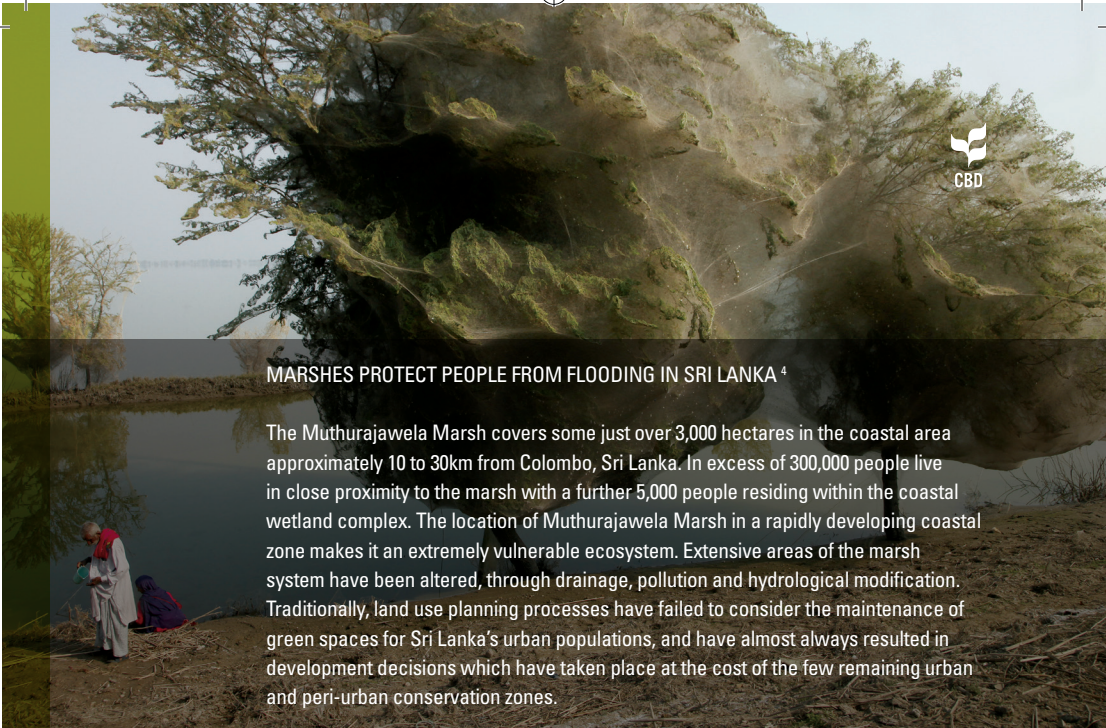 CBD
MARSHES PROTECT PEOPLE FROM FLOODING IN SRI LANKA 4
The Muthurajawela Marsh covers some just over 3,000 hectares in the coastal area
approximately 10 to 30km from Colombo, Sri Lanka. In excess of 300,000 people live
in close proximity to the marsh with a further 5,000 people residing within the coastal
wetland complex. The location of Muthurajawela Marsh in a rapidly developing coastal
zone makes it an extremely vulnerable ecosystem. Extensive areas of the marsh
system have been altered, through drainage, pollution and hydrological modification.
Traditionally, land use planning processes have failed to consider the maintenance of
green spaces for Sri Lanka's urban populations, and have almost always resulted in
development decisions which have taken place at the cost of the few remaining urban
and peri-urban conservation zones.